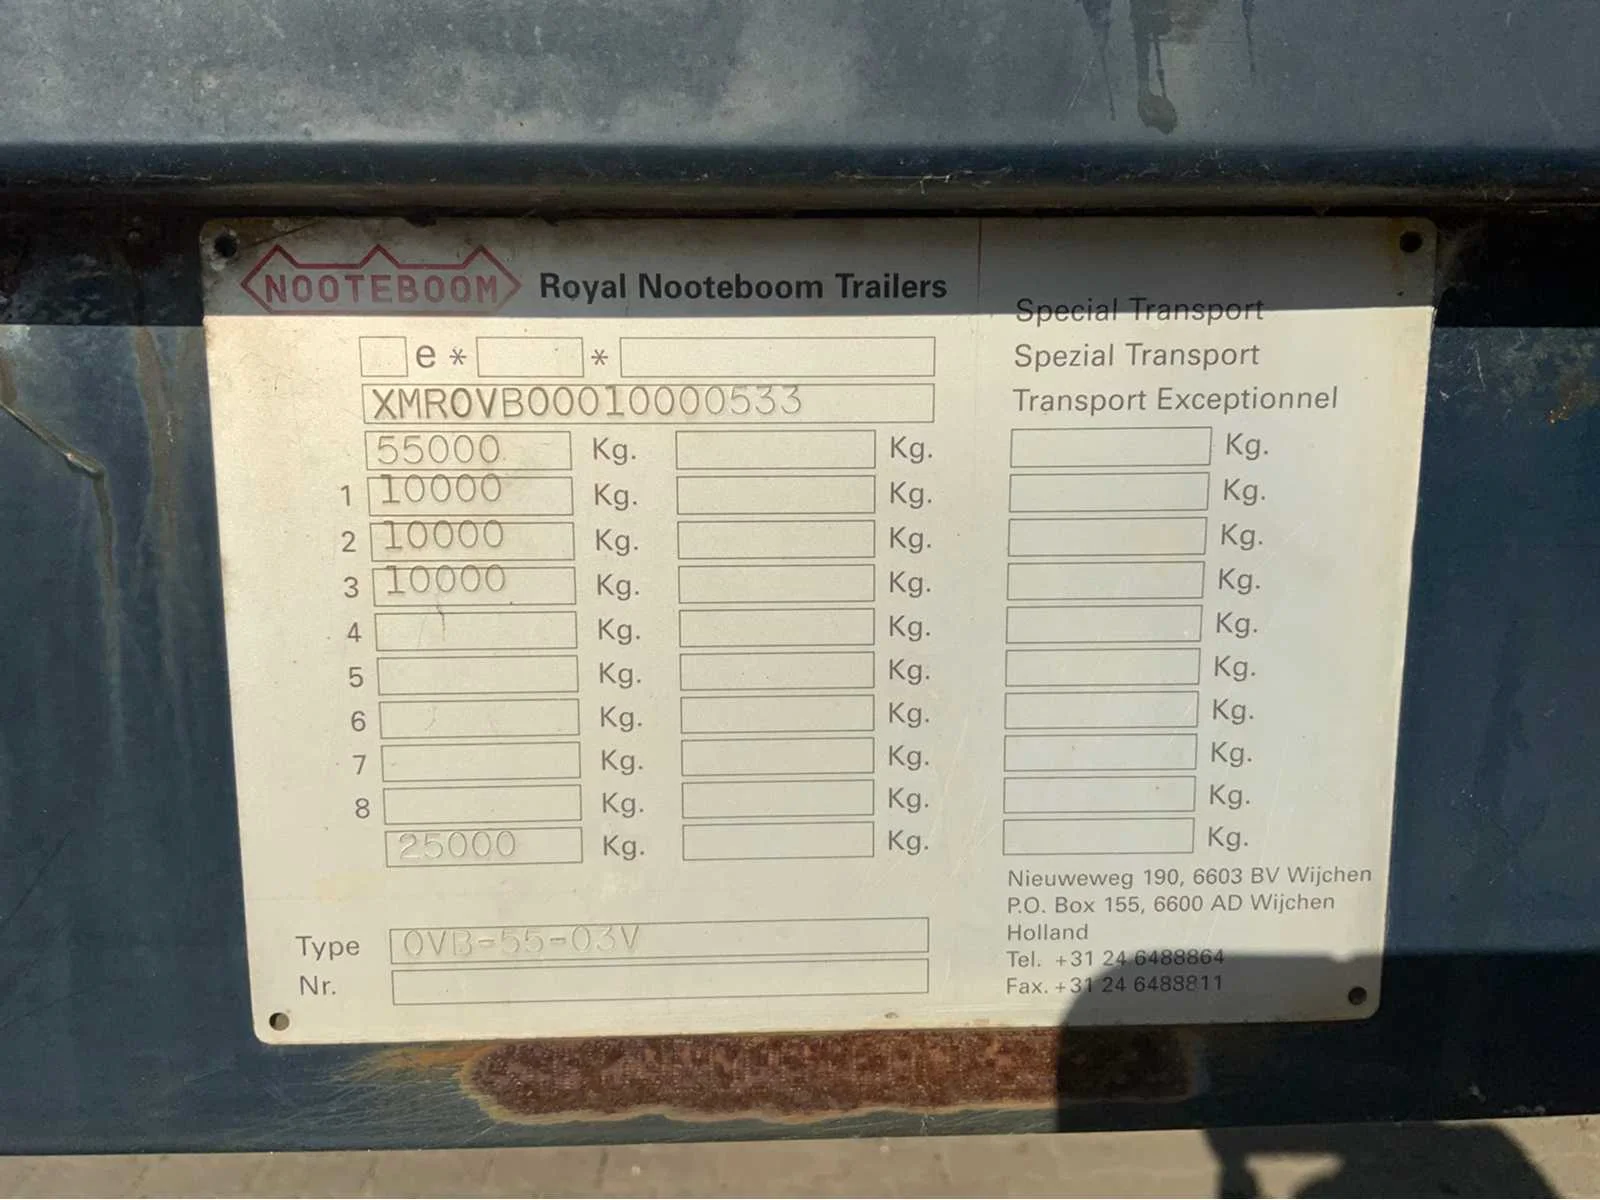 NOOTEBOOM Royal Nooteboom Trailers
Special Transport
Spezial Transport
Transport Exceptionnel
e * *
XMR0VB00010000533
55000 Kg. Kg. Kg.
1 10000 Kg. Kg. Kg.
2 10000 Kg. Kg. Kg.
3 10000 Kg. Kg. Kg.
4 Kg. Kg. Kg.
5 Kg. Kg. Kg.
6 Kg. Kg. Kg.
7 Kg. Kg. Kg.
8 Kg. Kg. Kg.
25000 Kg. Kg. Kg.
Type OVB-55-03V
Nr.
Nieuweweg 190, 6603 BV Wijchen
P.O. Box 155, 6600 AD Wijchen
Holland
Tel. +31 24 6488864
Fax. +31 24 6488811